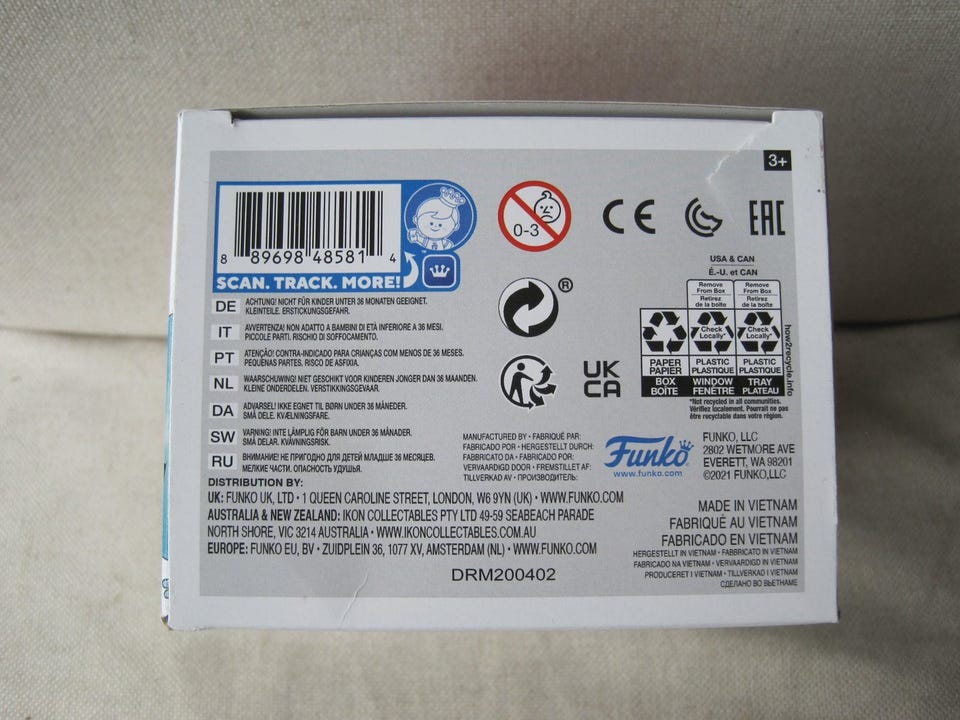 3+
8 89698 48581 4
SCAN. TRACK. MORE!
0-3
CE
EAC
DE ACHTUNG! NICHT FÜR KINDER UNTER 36 MONATEN GEEIGNET.
KLEINTEILE. ERSTICKUNGSGEFAHR.
IT AVVERTENZA! NON ADATTO A BAMBINI DI ETÀ INFERIORE A 36 MESI.
PICCOLE PARTI. RISCHIO DI SOFFOCAMENTO.
PT ATENÇÃO! CONTRA-INDICADO PARA CRIANÇAS COM MENOS DE 36 MESES.
PEQUENAS PARTES. RISCO DE ASFIXIA.
NL WAARSCHUWING! NIET GESCHIKT VOOR KINDEREN JONGER DAN 36 MAANDEN.
KLEINE ONDERDELEN. VERSTIKKINGSGEVAAR.
DA ADVARSEL! IKKE EGNET TIL BØRN UNDER 36 MÅNEDER.
SMÅ DELE. KVÆLNINGSFARE.
SW VARNING! INTE LÄMPLIG FÖR BARN UNDER 36 MÅNADER.
SMÅ DELAR. KVÄVNINGSRISK.
RU ВНИМАНИЕ! НЕ ПРИГОДНО ДЛЯ ДЕТЕЙ МЛАДШЕ 36 МЕСЯЦЕВ.
МЕЛКИЕ ЧАСТИ. ОПАСНОСТЬ УДУШЬЯ.
®
UK
CA
USA & CAN
É.-U. et CAN
Remove
From Box
Retirez
de la boîte
Remove
From Box
Retirez
de la boîte
Check
Locally*
Check
Locally*
PAPER
PAPIER
BOX
BOÎTE
PLASTIC
PLASTIQUE
WINDOW
FENÊTRE
PLASTIC
PLASTIQUE
TRAY
PLATEAU
how2recycle.info
*Not recycled in all communities.
Vérifiez localement. Pourrait ne pas
être recyclable dans votre région.
MANUFACTURED BY • FABRIQUÉ PAR:
FABRICADO POR • HERGESTELLT DURCH:
FABBRICATO DA • FABRICADO POR:
VERVAARDIGD DOOR • FREMSTILLET AF:
TILLVERKAD AV • ПРОИЗВОДИТЕЛЬ:
Funko
www.funko.com
FUNKO, LLC
2802 WETMORE AVE
EVERETT, WA 98201
©2021 FUNKO,LLC
DISTRIBUTION BY:
UK: FUNKO UK, LTD • 1 QUEEN CAROLINE STREET, LONDON, W6 9YN (UK) • WWW.FUNKO.COM
AUSTRALIA & NEW ZEALAND: IKON COLLECTABLES PTY LTD 49-59 SEABEACH PARADE
NORTH SHORE, VIC 3214 AUSTRALIA • WWW.IKONCOLLECTABLES.COM.AU
EUROPE: FUNKO EU, BV • ZUIDPLEIN 36, 1077 XV, AMSTERDAM (NL) • WWW.FUNKO.COM
DRM200402
MADE IN VIETNAM
FABRIQUÉ AU VIETNAM
FABRICADO EN VIETNAM
HERGESTELLT IN VIETNAM • FABBRICATO IN VIETNAM
FABRICADO NA VIETNAM • VERVAARDIGD IN VIETNAM
PRODUCERET I VIETNAM • TILLVERKAD I VIETNAM
СДЕЛАНО ВО ВЬЕТНАМЕ